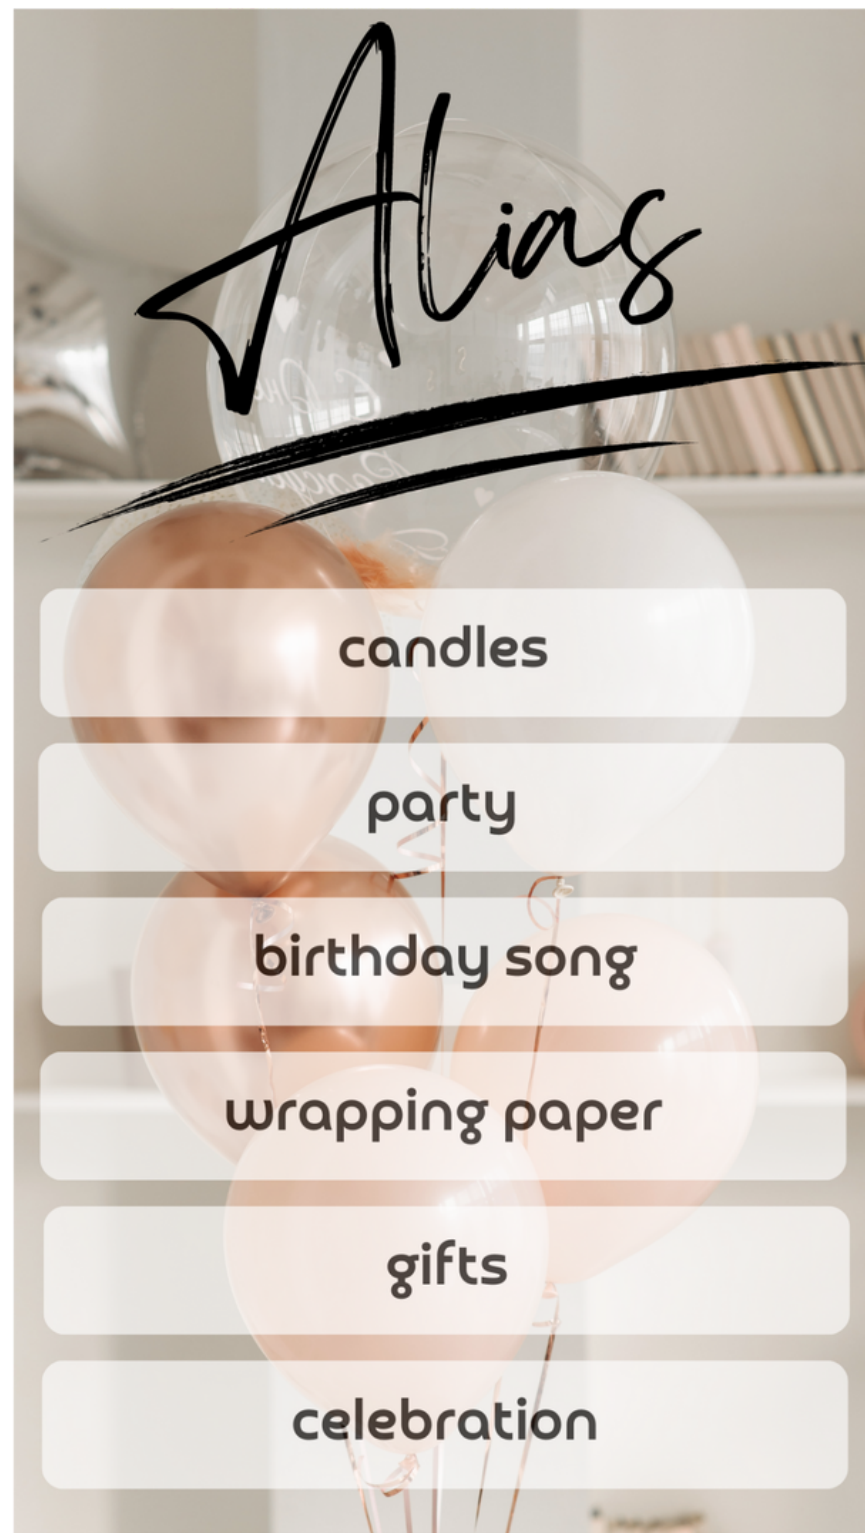 Alias
candles
party
birthday song
wrapping paper
gifts
celebration